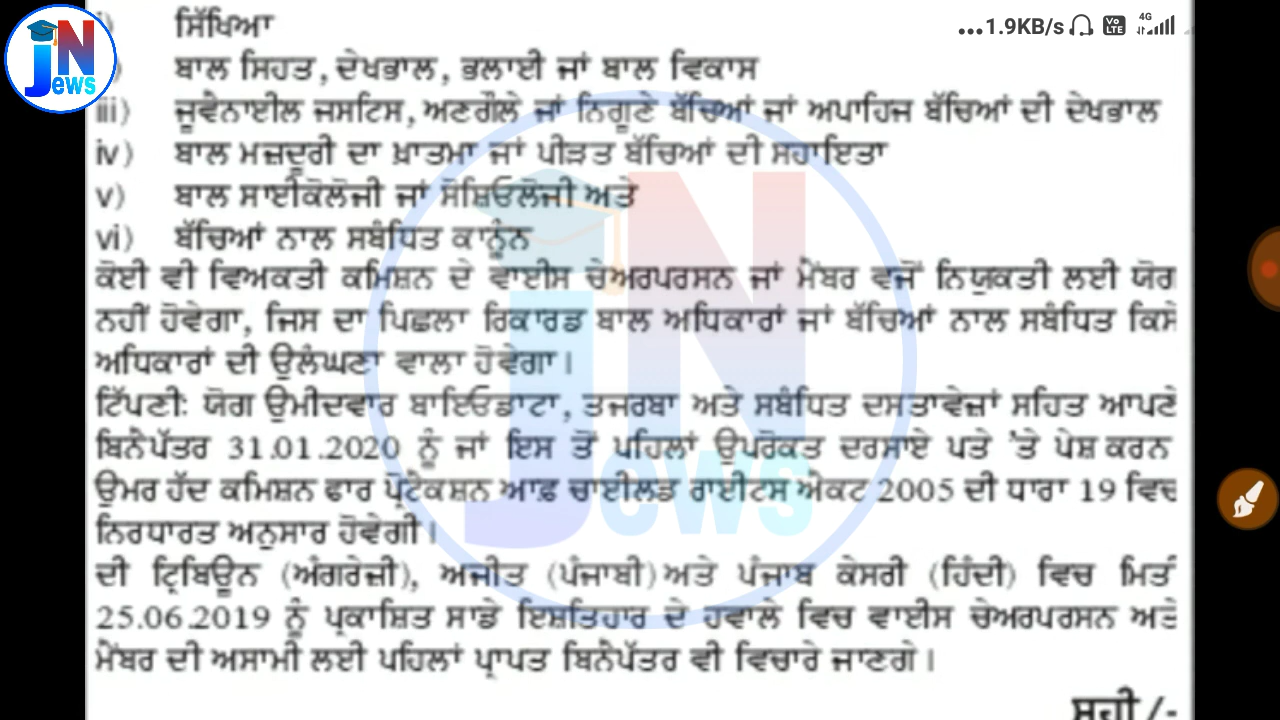 i) ਸਿੱਖਿਆ
...1.9KB/s Vo LTE 4G
JN ews
) ਬਾਲ ਸਿਹਤ, ਦੇਖਭਾਲ, ਭਲਾਈ ਜਾਂ ਬਾਲ ਵਿਕਾਸ
iii) ਜੂਵੈਨਾਈਲ ਜਸਟਿਸ, ਅਣਗੌਲੇ ਜਾਂ ਨਿਗੂਣੇ ਬੱਚਿਆਂ ਜਾਂ ਅਪਾਹਿਜ ਬੱਚਿਆਂ ਦੀ ਦੇਖਭਾਲ
iv) ਬਾਲ ਮਜ਼ਦੂਰੀ ਦਾ ਖ਼ਾਤਮਾ ਜਾਂ ਪੀੜਤ ਬੱਚਿਆਂ ਦੀ ਸਹਾਇਤਾ
v) ਬਾਲ ਸਾਈਕੋਲੋਜੀ ਜਾਂ ਸੋਸ਼ਿਓਲੋਜੀ ਅਤੇ
vi) ਬੱਚਿਆਂ ਨਾਲ ਸਬੰਧਿਤ ਕਾਨੂੰਨ
ਕੋਈ ਵੀ ਵਿਅਕਤੀ ਕਮਿਸ਼ਨ ਦੇ ਵਾਈਸ ਚੇਅਰਪਰਸਨ ਜਾਂ ਮੈਂਬਰ ਵਜੋਂ ਨਿਯੁਕਤੀ ਲਈ ਯੋਗ
ਨਹੀਂ ਹੋਵੇਗਾ, ਜਿਸ ਦਾ ਪਿਛਲਾ ਰਿਕਾਰਡ ਬਾਲ ਅਧਿਕਾਰਾਂ ਜਾਂ ਬੱਚਿਆਂ ਨਾਲ ਸਬੰਧਿਤ ਕਿਸੇ
ਅਧਿਕਾਰਾਂ ਦੀ ਉਲੰਘਣਾ ਵਾਲਾ ਹੋਵੇਗਾ।
ਟਿੱਪਣੀ: ਯੋਗ ਉਮੀਦਵਾਰ ਬਾਇਓਡਾਟਾ, ਤਜਰਬਾ ਅਤੇ ਸਬੰਧਿਤ ਦਸਤਾਵੇਜ਼ਾਂ ਸਹਿਤ ਆਪਣੇ
ਬਿਨੈਪੱਤਰ 31.01.2020 ਨੂੰ ਜਾਂ ਇਸ ਤੋਂ ਪਹਿਲਾਂ ਉਪਰੋਕਤ ਦਰਸਾਏ ਪਤੇ 'ਤੇ ਪੇਸ਼ ਕਰਨ
ਉਮਰ ਹੱਦ ਕਮਿਸ਼ਨ ਫਾਰ ਪ੍ਰੋਟੈਕਸ਼ਨ ਆਫ਼ ਚਾਈਲਡ ਰਾਈਟਸ ਐਕਟ 2005 ਦੀ ਧਾਰਾ 19 ਵਿਚ
ਨਿਰਧਾਰਤ ਅਨੁਸਾਰ ਹੋਵੇਗੀ।
ਦੀ ਟ੍ਰਿਬਿਊਨ (ਅੰਗਰੇਜ਼ੀ), ਅਜੀਤ (ਪੰਜਾਬੀ) ਅਤੇ ਪੰਜਾਬ ਕੇਸਰੀ (ਹਿੰਦੀ) ਵਿਚ ਮਿਤੀ
25.06.2019 ਨੂੰ ਪ੍ਰਕਾਸ਼ਿਤ ਸਾਡੇ ਇਸ਼ਤਿਹਾਰ ਦੇ ਹਵਾਲੇ ਵਿਚ ਵਾਈਸ ਚੇਅਰਪਰਸਨ ਅਤੇ
ਮੈਂਬਰ ਦੀ ਅਸਾਮੀ ਲਈ ਪਹਿਲਾਂ ਪ੍ਰਾਪਤ ਬਿਨੈਪੱਤਰ ਵੀ ਵਿਚਾਰੇ ਜਾਣਗੇ।
JN ews
ਸਹੀ/-